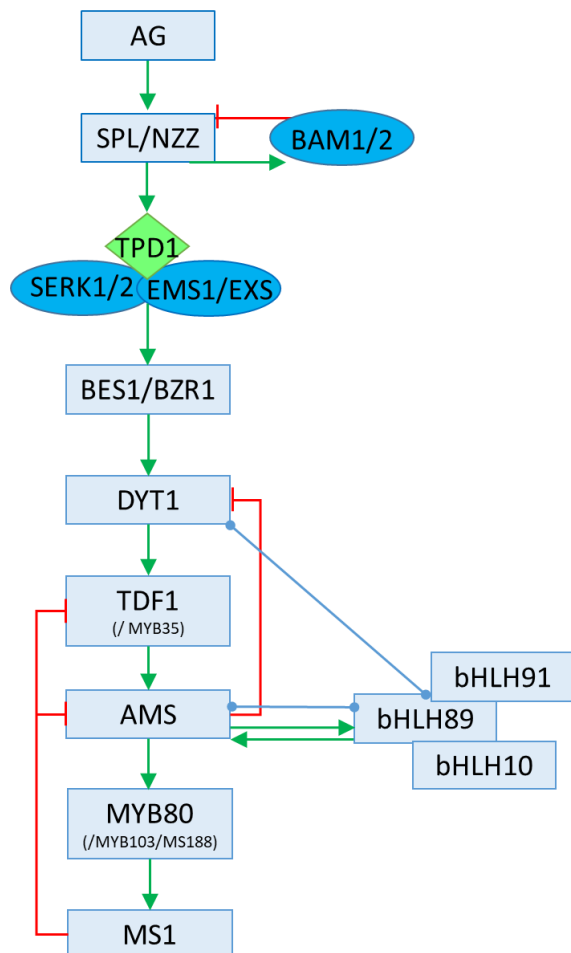 AG
SPL/NZZ
BAM1/2
TPD1
SERK1/2
EMS1/EXS
BES1/BZR1
DYT1
TDF1
(/ MYB35)
bHLH91
AMS
bHLH89
bHLH10
MYB80
(/MYB103/MS188)
MS1